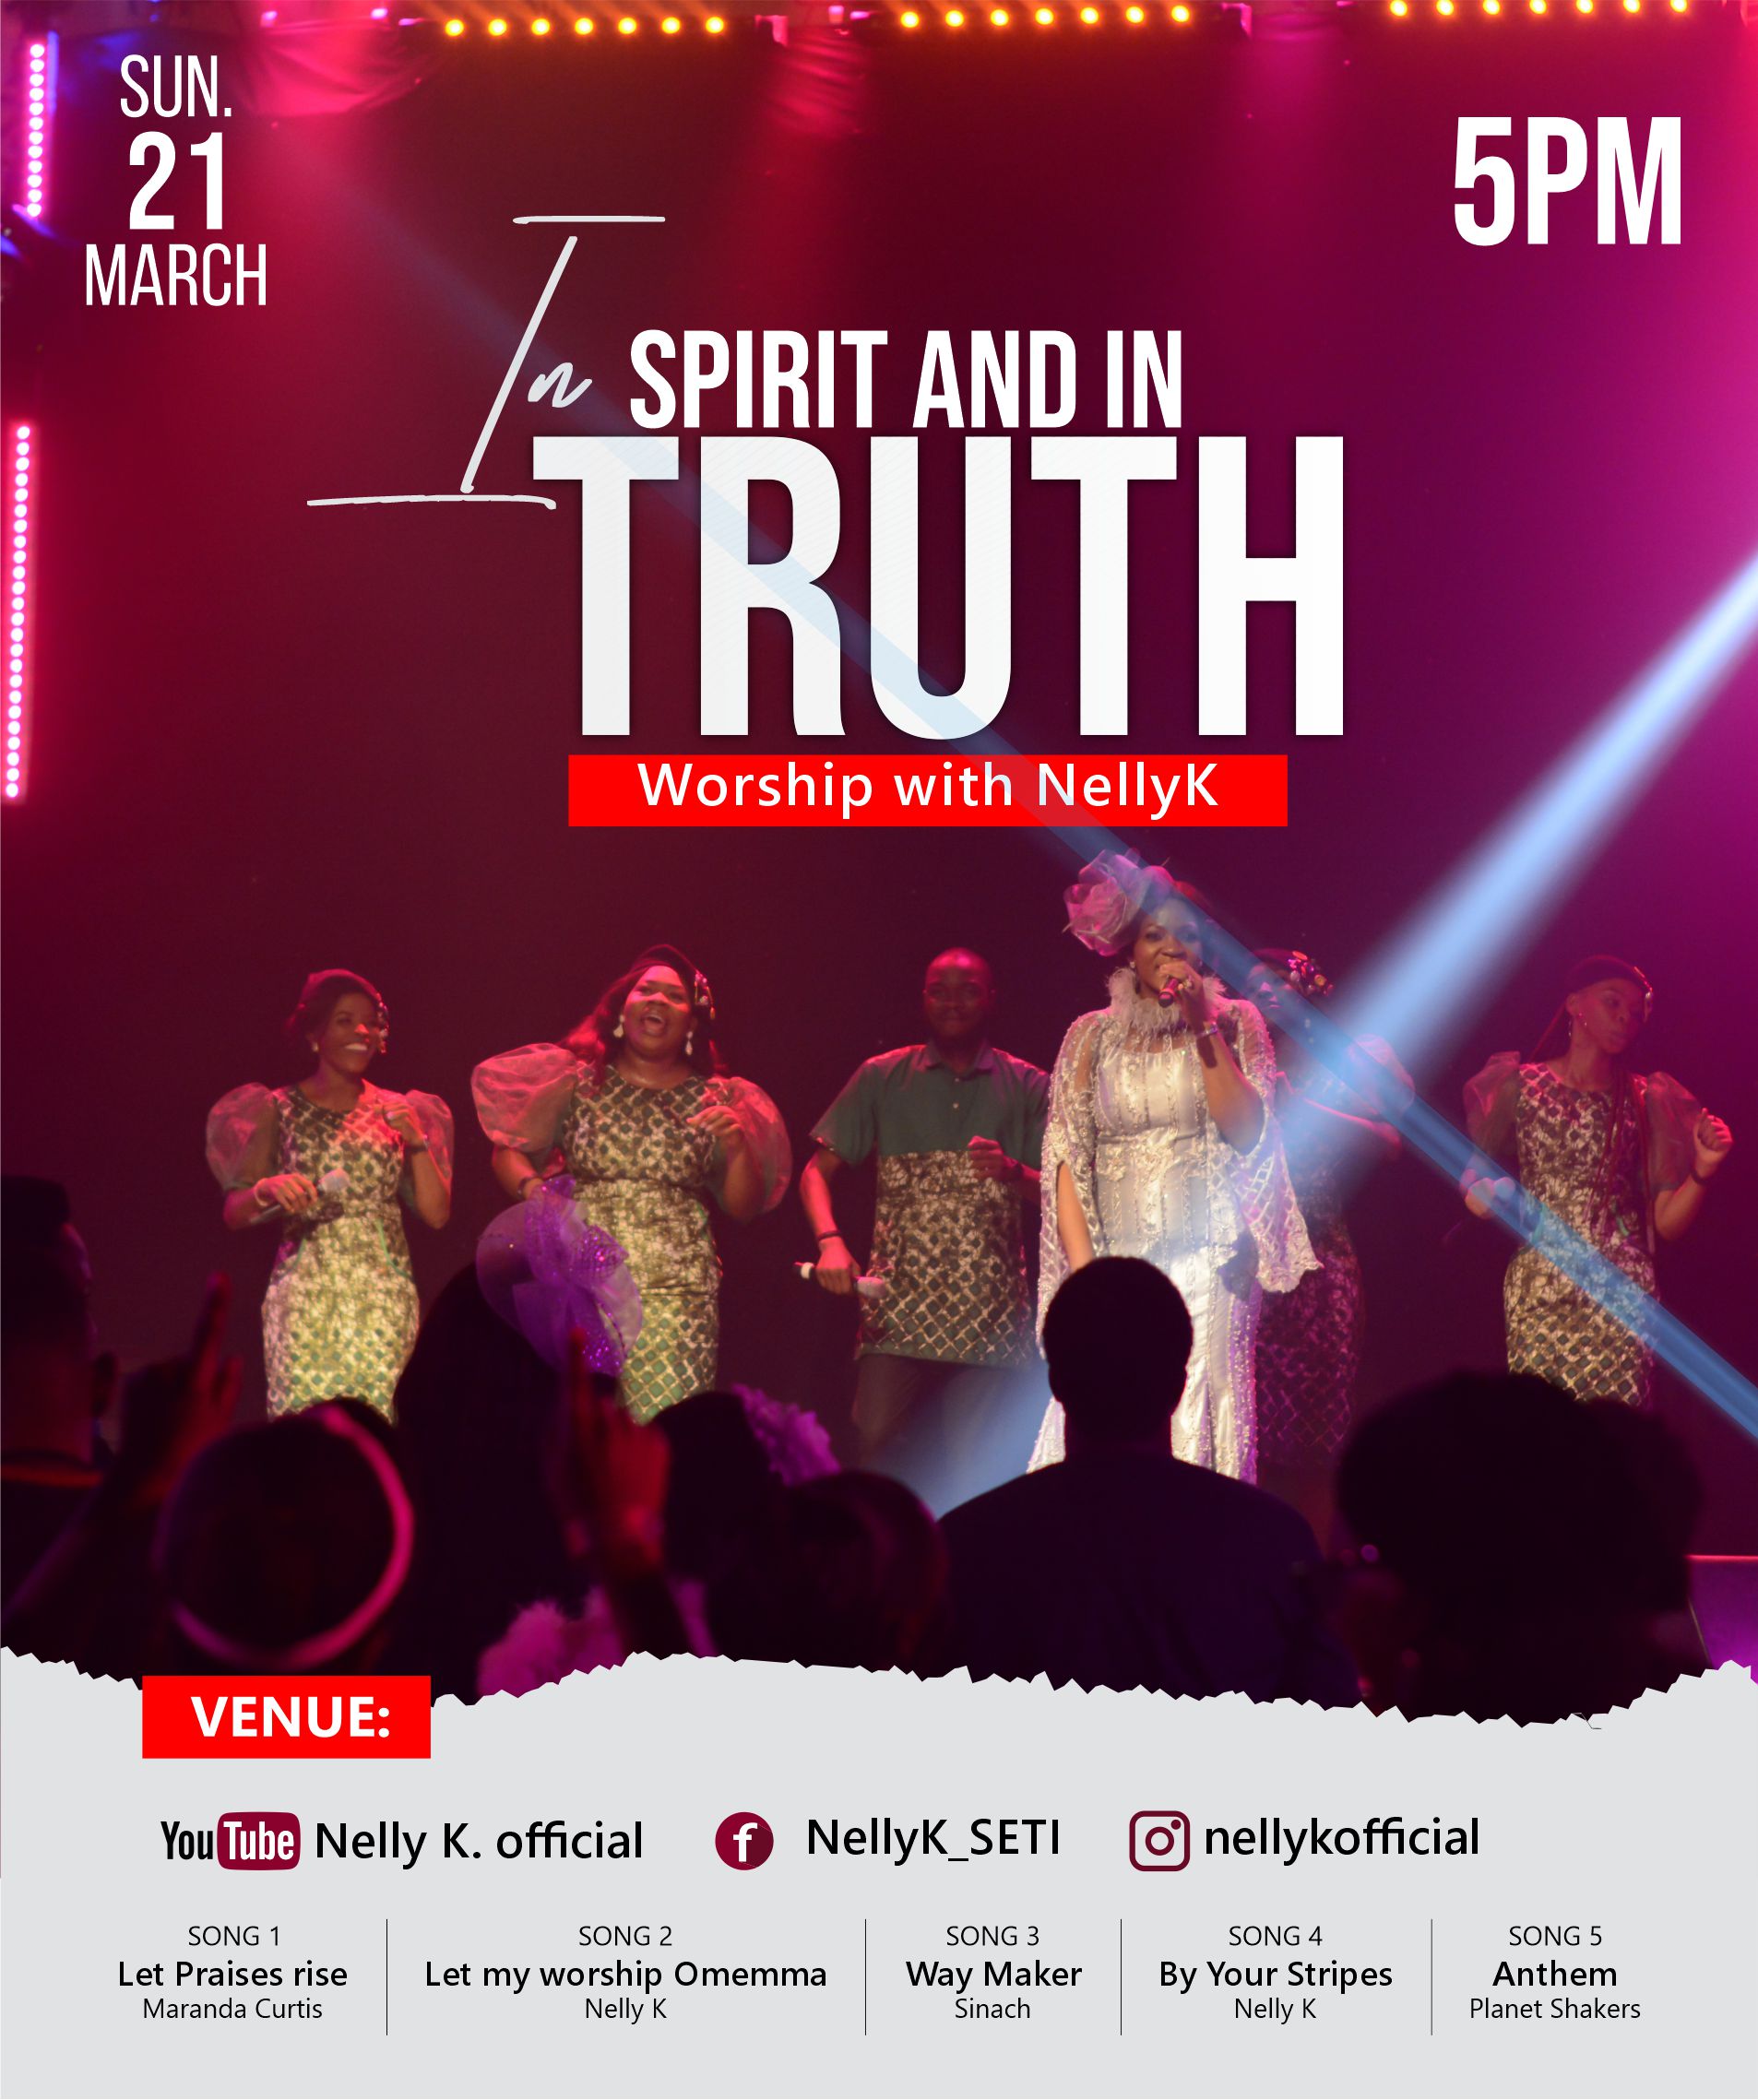 SUN.
21
MARCH
5PM
In SPIRIT AND IN
TRUTH
Worship with NellyK
VENUE:
YouTube Nelly K. official
f NellyK_SETI
nellykofficial
SONG 1
Let Praises rise
Maranda Curtis
SONG 2
Let my worship Omemma
Nelly K
SONG 3
Way Maker
Sinach
SONG 4
By Your Stripes
Nelly K
SONG 5
Anthem
Planet Shakers